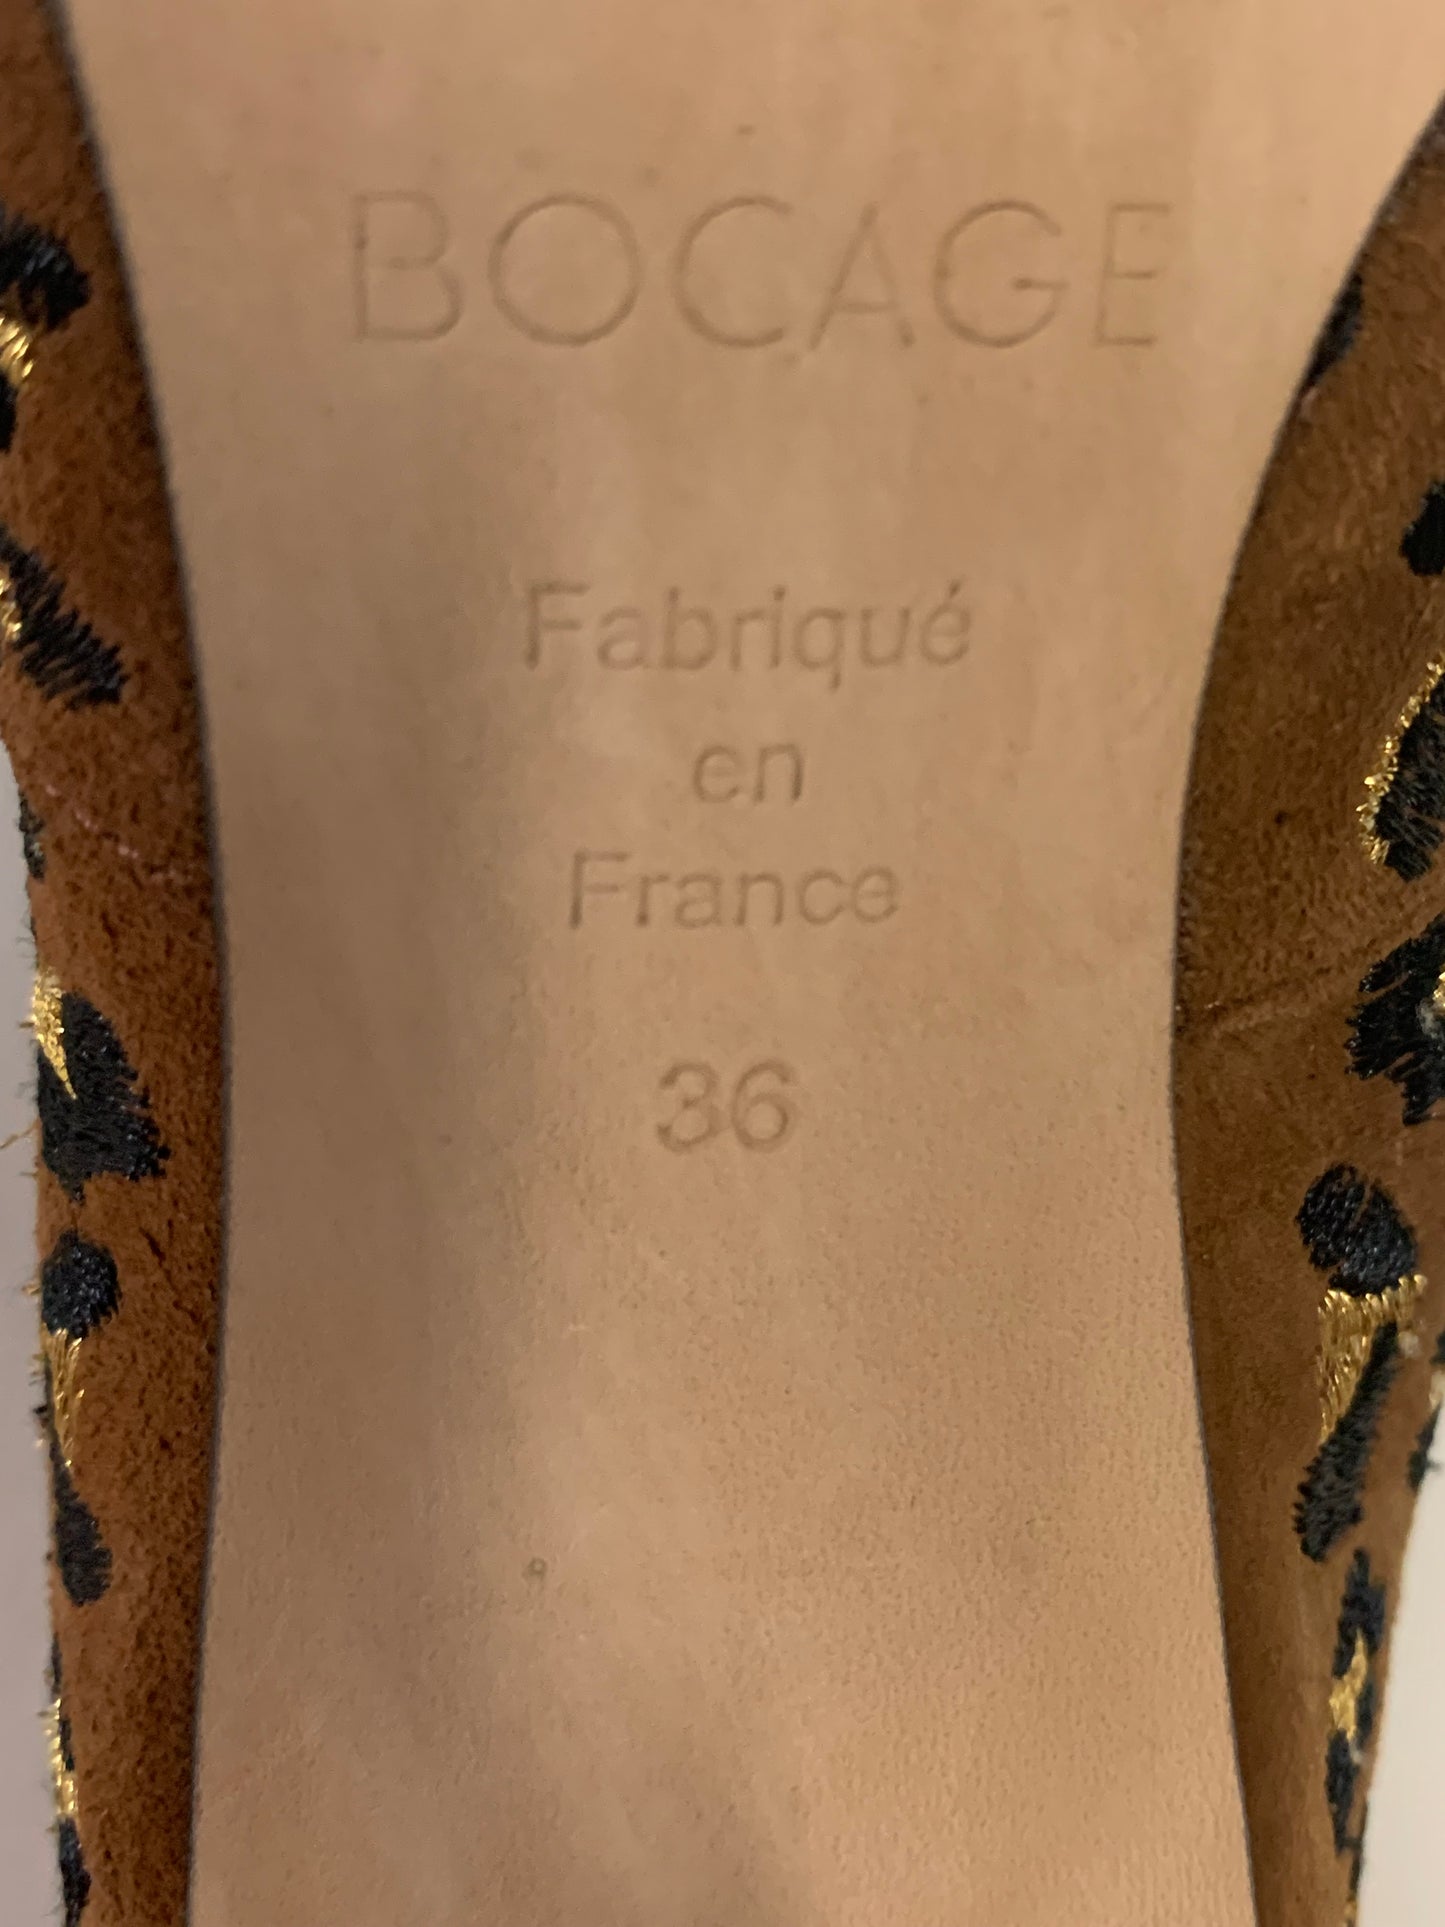 BOCAGE
Fabriqué
en
France
36